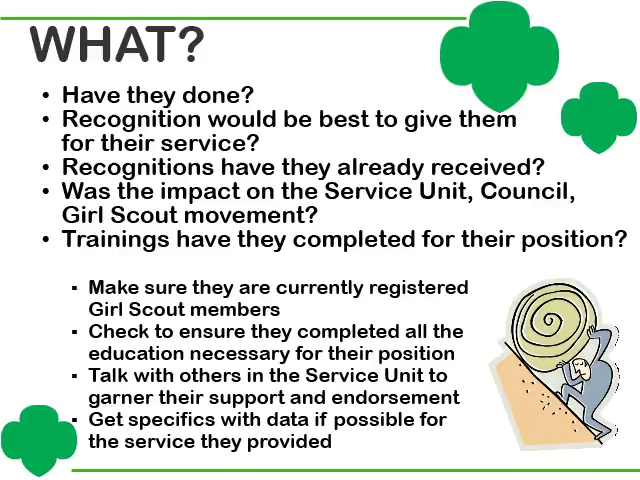 WHAT?
• Have they done?
• Recognition would be best to give them
for their service?
• Recognitions have they already received?
• Was the impact on the Service Unit, Council,
Girl Scout movement?
• Trainings have they completed for their position?
▪ Make sure they are currently registered
Girl Scout members
▪ Check to ensure they completed all the
education necessary for their position
▪ Talk with others in the Service Unit to
garner their support and endorsement
▪ Get specifics with data if possible for
the service they provided